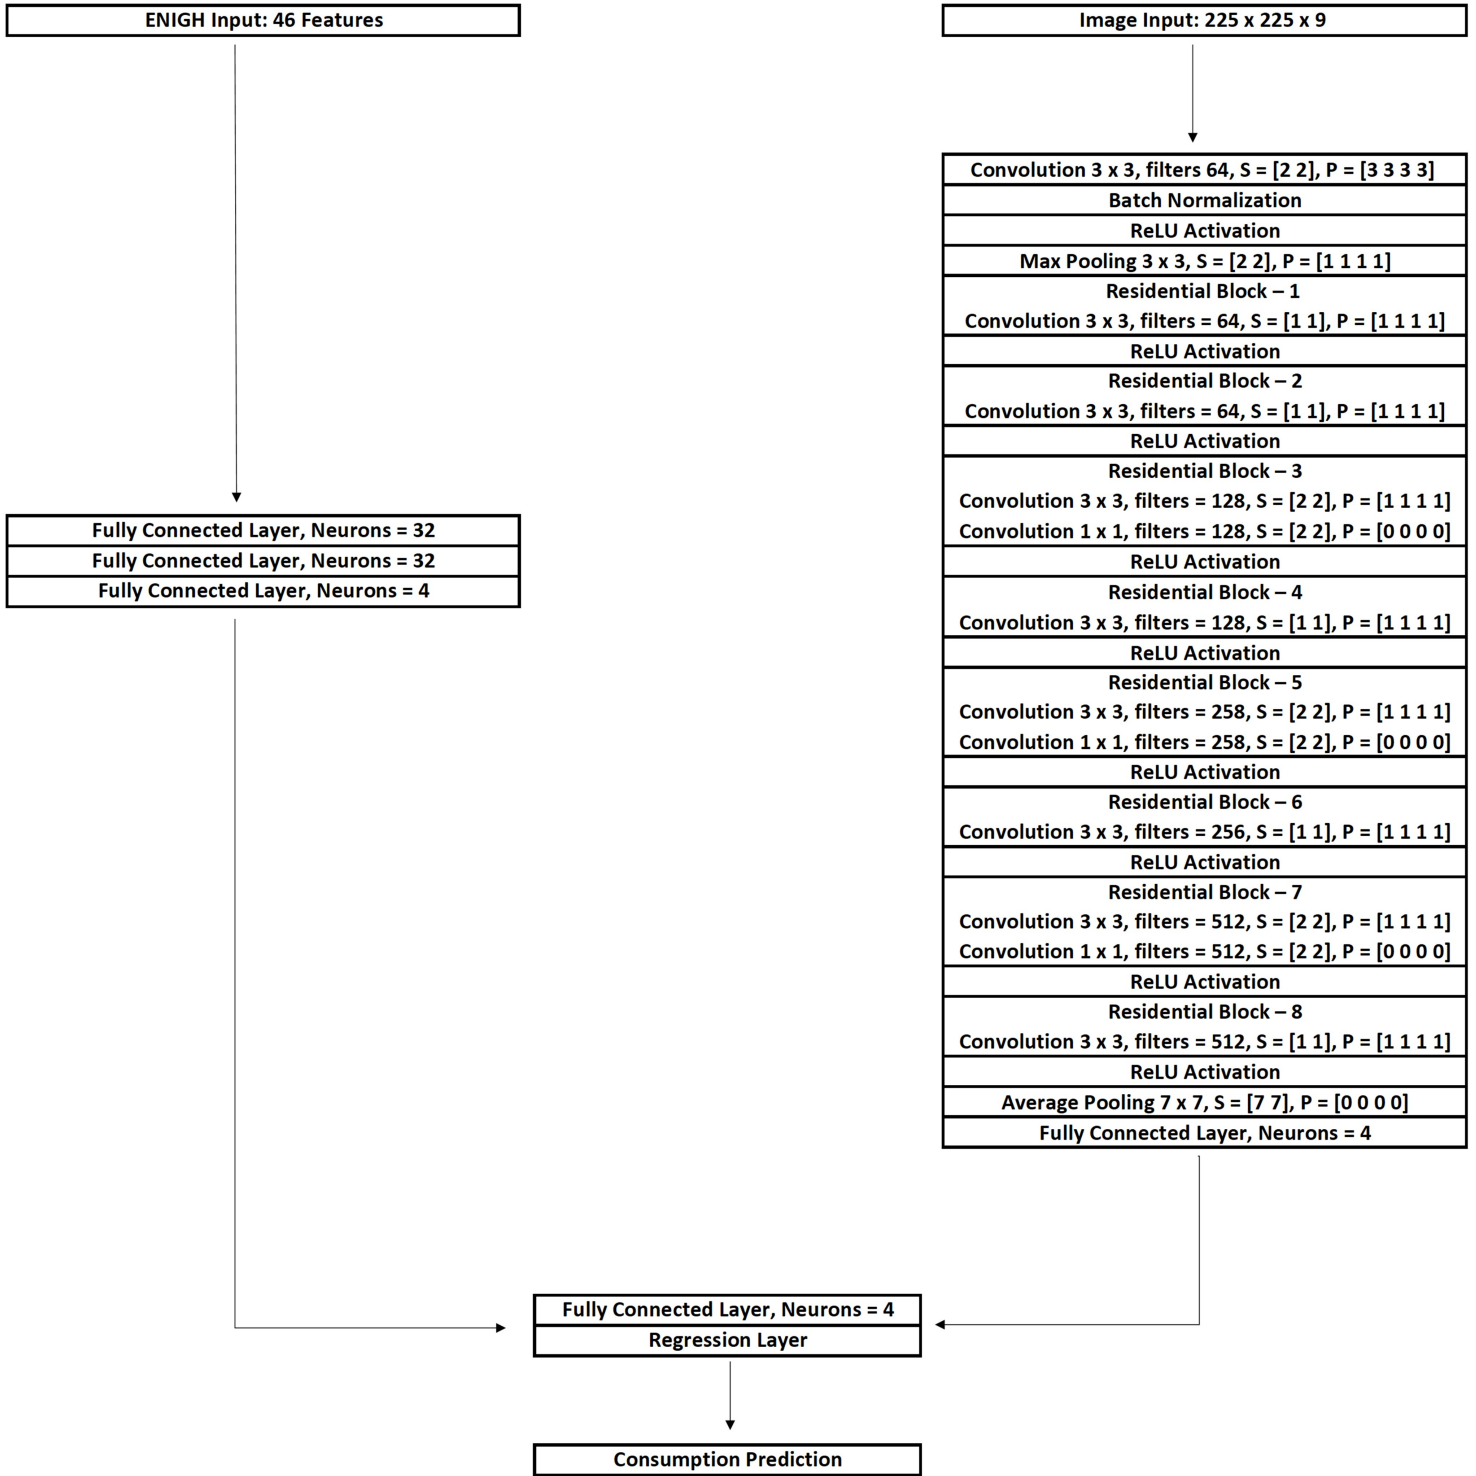 ENIGH Input: 46 Features
Image Input: 225 x 225 x 9
Convolution 3 x 3, filters 64, S = [2 2], P = [3 3 3 3]
Batch Normalization
ReLU Activation
Max Pooling 3 x 3, S = [2 2], P = [1 1 1 1]
Residential Block – 1
Convolution 3 x 3, filters = 64, S = [1 1], P = [1 1 1 1]
ReLU Activation
Residential Block – 2
Convolution 3 x 3, filters = 64, S = [1 1], P = [1 1 1 1]
ReLU Activation
Residential Block – 3
Convolution 3 x 3, filters = 128, S = [2 2], P = [1 1 1 1]
Convolution 1 x 1, filters = 128, S = [2 2], P = [0 0 0 0]
ReLU Activation
Residential Block – 4
Convolution 3 x 3, filters = 128, S = [1 1], P = [1 1 1 1]
ReLU Activation
Residential Block – 5
Convolution 3 x 3, filters = 258, S = [2 2], P = [1 1 1 1]
Convolution 1 x 1, filters = 258, S = [2 2], P = [0 0 0 0]
ReLU Activation
Residential Block – 6
Convolution 3 x 3, filters = 256, S = [1 1], P = [1 1 1 1]
ReLU Activation
Residential Block – 7
Convolution 3 x 3, filters = 512, S = [2 2], P = [1 1 1 1]
Convolution 1 x 1, filters = 512, S = [2 2], P = [0 0 0 0]
ReLU Activation
Residential Block – 8
Convolution 3 x 3, filters = 512, S = [1 1], P = [1 1 1 1]
ReLU Activation
Average Pooling 7 x 7, S = [7 7], P = [0 0 0 0]
Fully Connected Layer, Neurons = 4
Fully Connected Layer, Neurons = 32
Fully Connected Layer, Neurons = 32
Fully Connected Layer, Neurons = 4
Fully Connected Layer, Neurons = 4
Regression Layer
Consumption Prediction